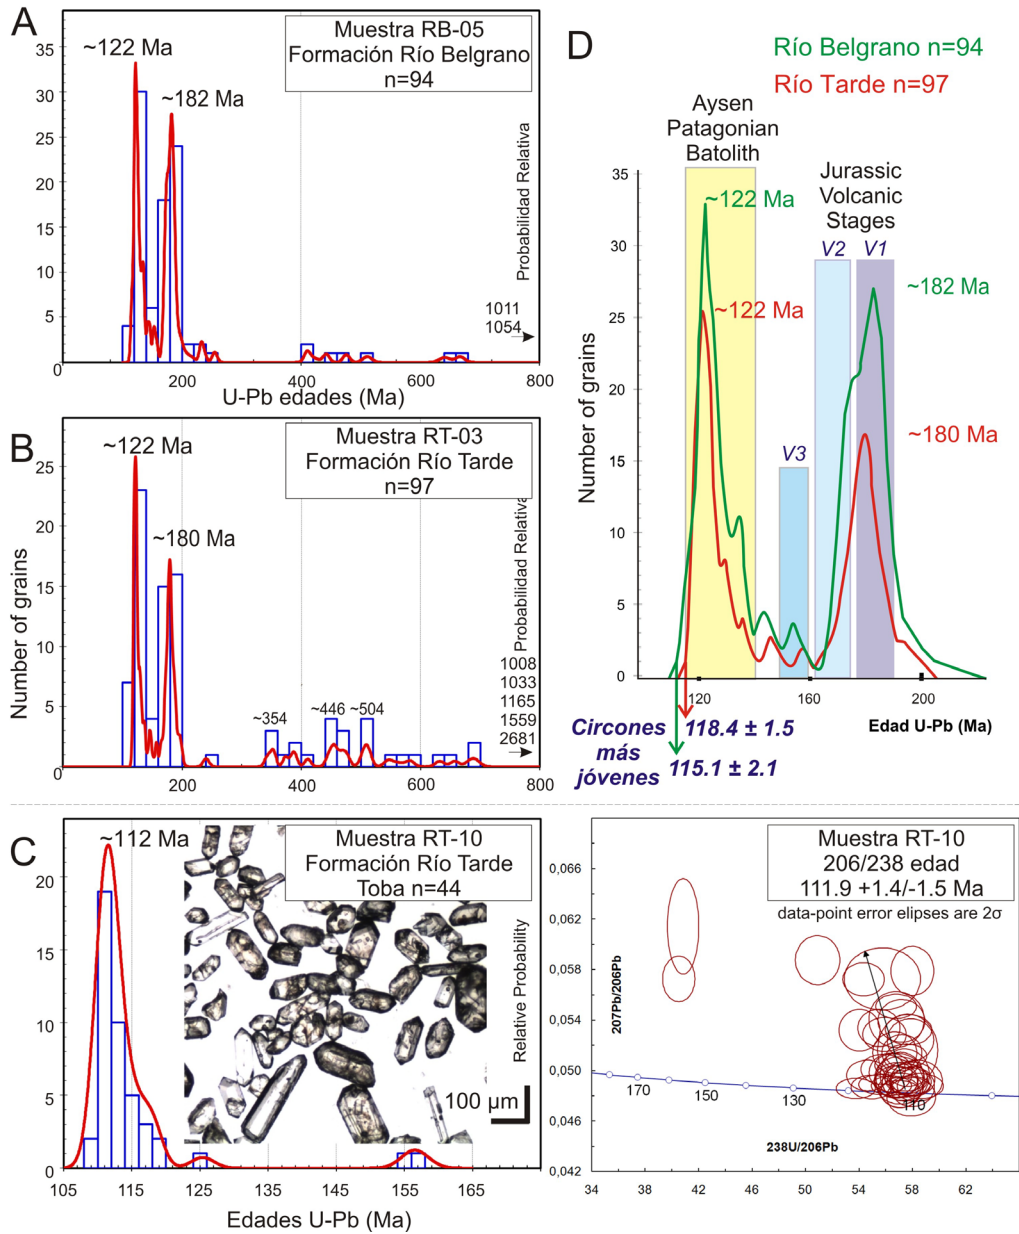 A
Muestra RB-05
Formación Río Belgrano
n=94
~122 Ma
~182 Ma
35
30
25
20
15
10
5
0
Probabilidad Relativa
1011
1054
200
400
600
800
U-Pb edades (Ma)
B
Muestra RT-03
Formación Río Tarde
n=97
~122 Ma
~180 Ma
25
20
15
10
5
0
Number of grains
~354
~446
~504
Probabilidad Relativa
1008
1033
1165
1559
2681
0
200
400
600
800
D
Río Belgrano n=94
Río Tarde n=97
Aysen
Patagonian
Batolith
Jurassic
Volcanic
Stages
V2
V1
V3
~122 Ma
~122 Ma
~182 Ma
~180 Ma
35
30
25
20
15
10
5
0
Number of grains
120
160
200
Edad U-Pb (Ma)
Circones
más
jóvenes
118.4 ± 1.5
115.1 ± 2.1
C
~112 Ma
Muestra RT-10
Formación Río Tarde
Toba n=44
20
15
10
5
0
Relative Probability
100 µm
105
115
125
135
145
155
165
Edades U-Pb (Ma)
Muestra RT-10
206/238 edad
111.9 +1.4/-1.5 Ma
data-point error elipses are 2σ
0,066
0,062
0,058
0,054
0,050
0,046
0,042
207Pb/206Pb
170
150
130
110
238U/206Pb
34
38
42
46
50
54
58
62